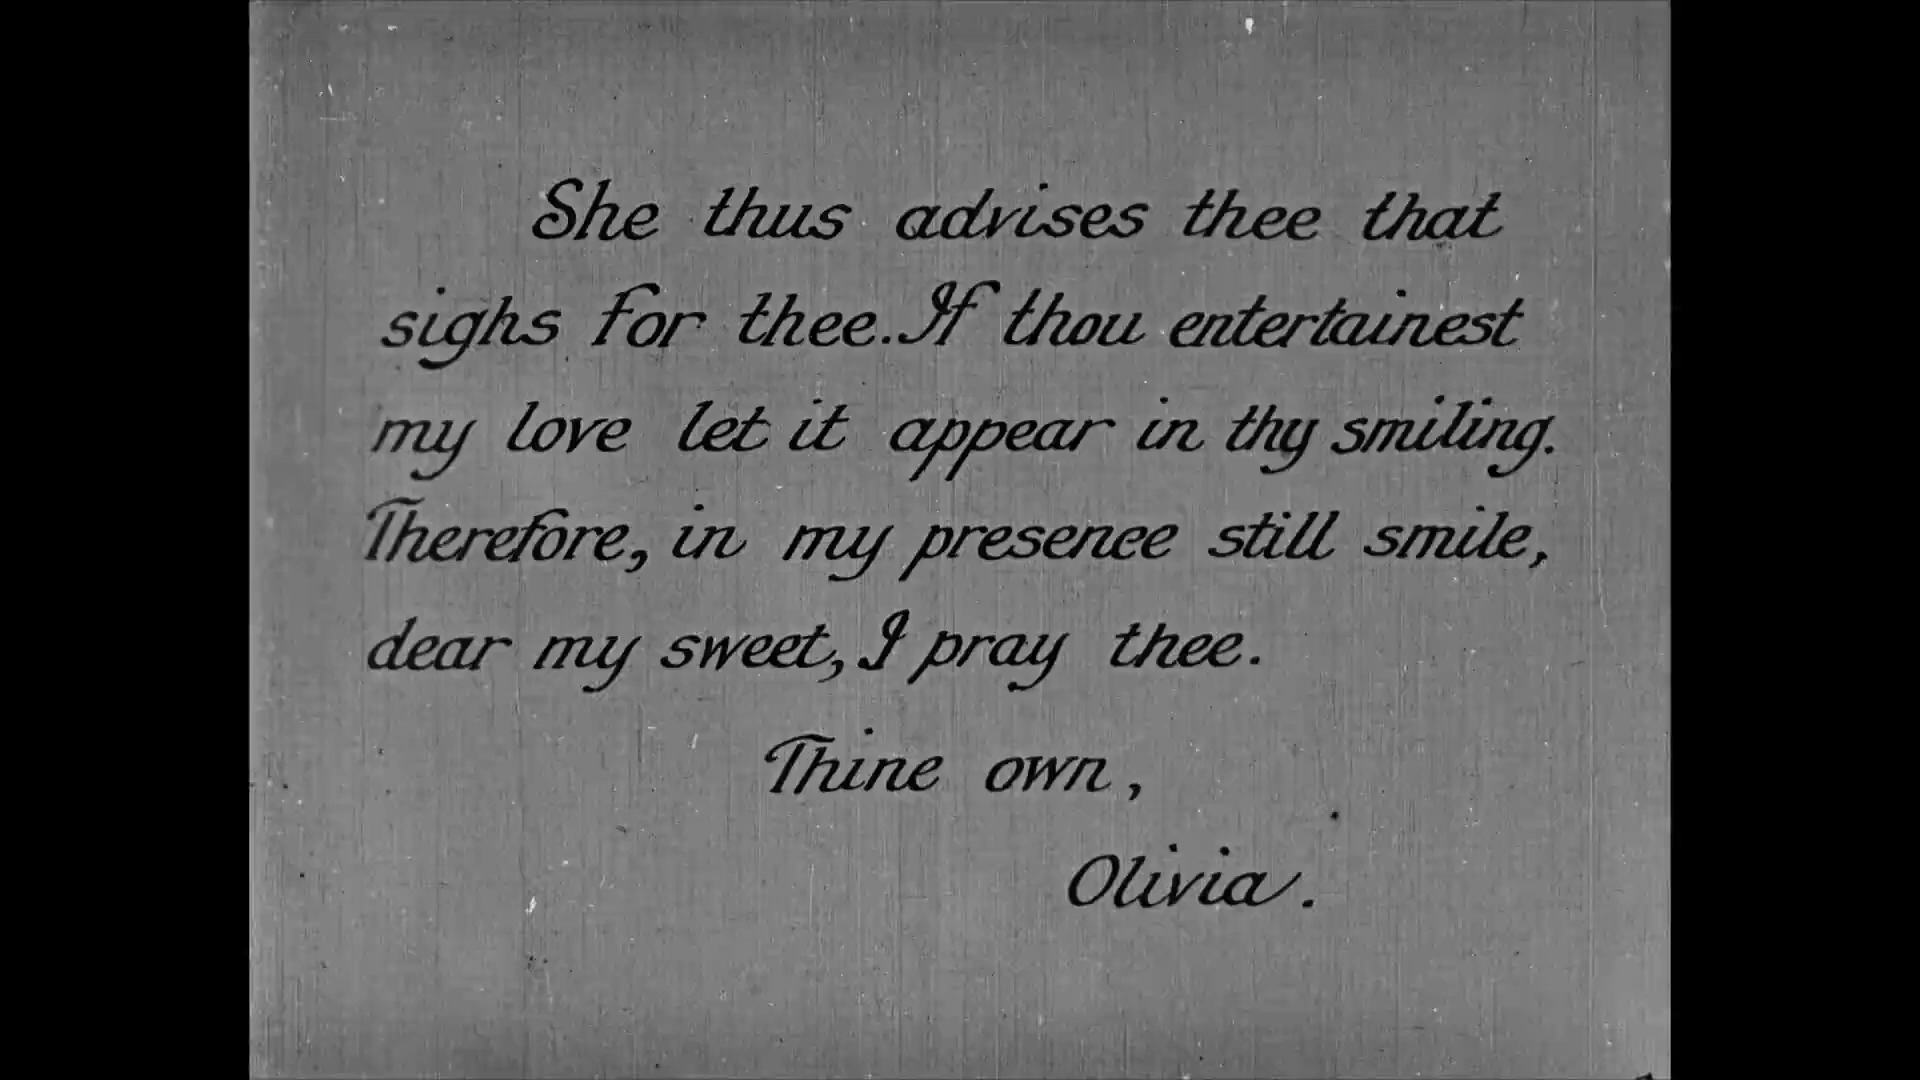 She thus advises thee that
sighs for thee. If thou entertainest
my love let it appear in thy smiling.
Therefore, in my presence still smile,
dear my sweet, I pray thee.
Thine own,
Olivia.